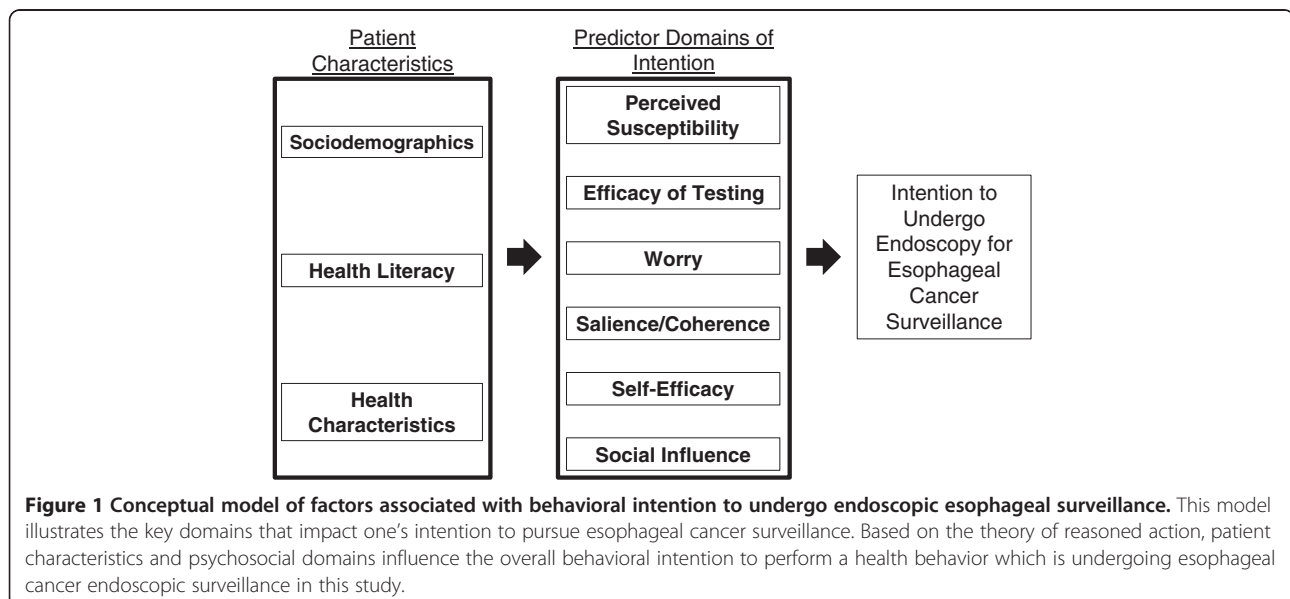 Patient
Characteristics
Sociodemographics
Health Literacy
Health
Characteristics
Predictor Domains of
Intention
Perceived
Susceptibility
Efficacy of Testing
Worry
Salience/Coherence
Self-Efficacy
Social Influence
Intention to
Undergo
Endoscopy for
Esophageal
Cancer
Surveillance
Figure 1 Conceptual model of factors associated with behavioral intention to undergo endoscopic esophageal surveillance. This model
illustrates the key domains that impact one's intention to pursue esophageal cancer surveillance. Based on the theory of reasoned action, patient
characteristics and psychosocial domains influence the overall behavioral intention to perform a health behavior which is undergoing esophageal
cancer endoscopic surveillance in this study.